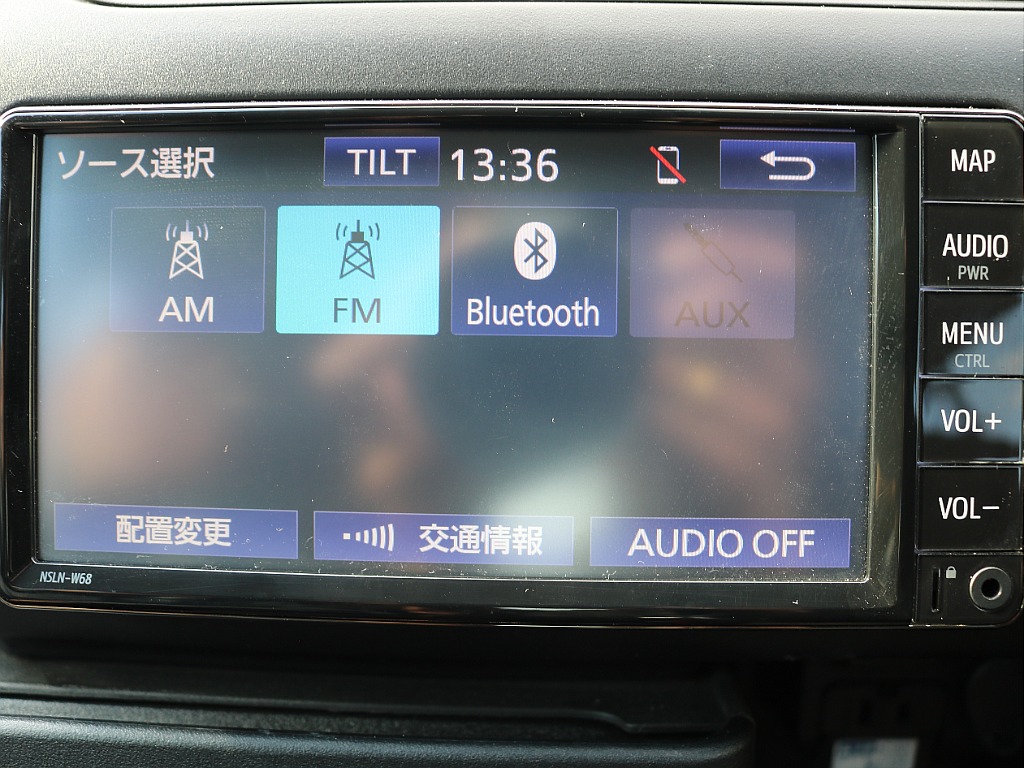 ソース選択 TILT 13:36
AM FM Bluetooth AUX
配置変更 交通情報 AUDIO OFF
NSLN-W68
MAP
AUDIO
PWR
MENU
CTRL
VOL+
VOL-